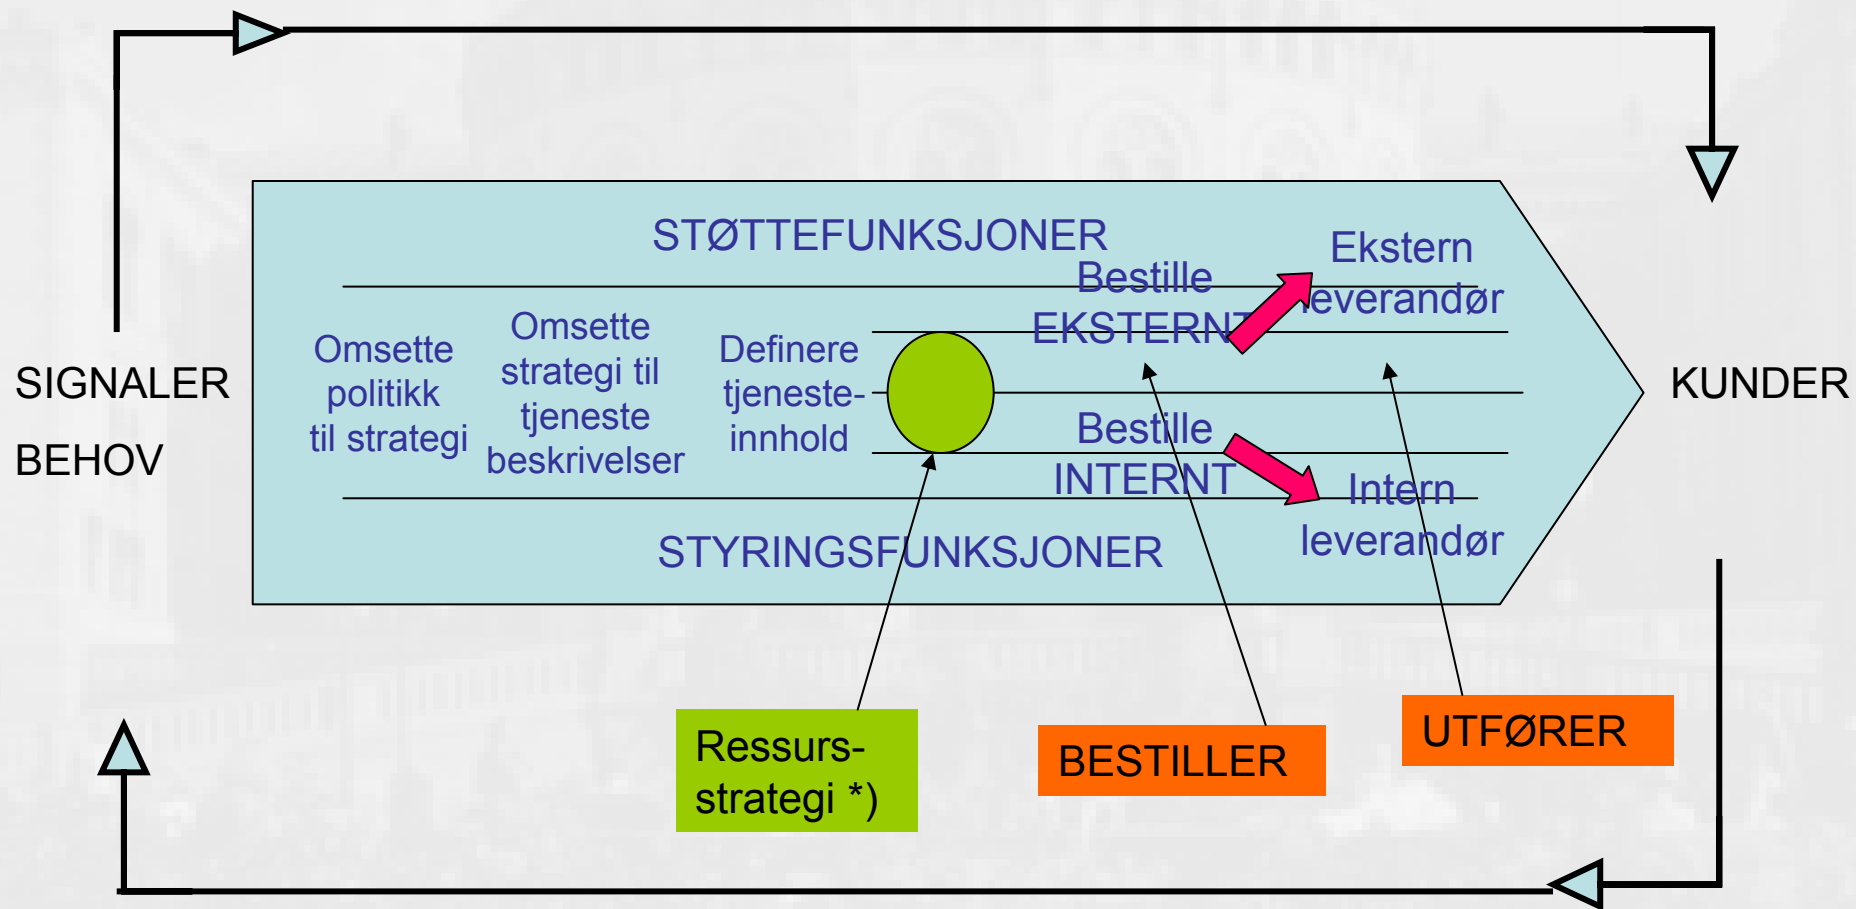 STØTTEFUNKSJONER
SIGNALER
BEHOV
Omsette
politikk
til strategi
Omsette
strategi til
tjeneste
beskrivelser
Definere
tjeneste-
innhold
Bestille
EKSTERNT
Ekstern
leverandør
Bestille
INTERNT
Intern
leverandør
KUNDER
STYRINGSFUNKSJONER
Ressurs-
strategi *)
BESTILLER
UTFØRER